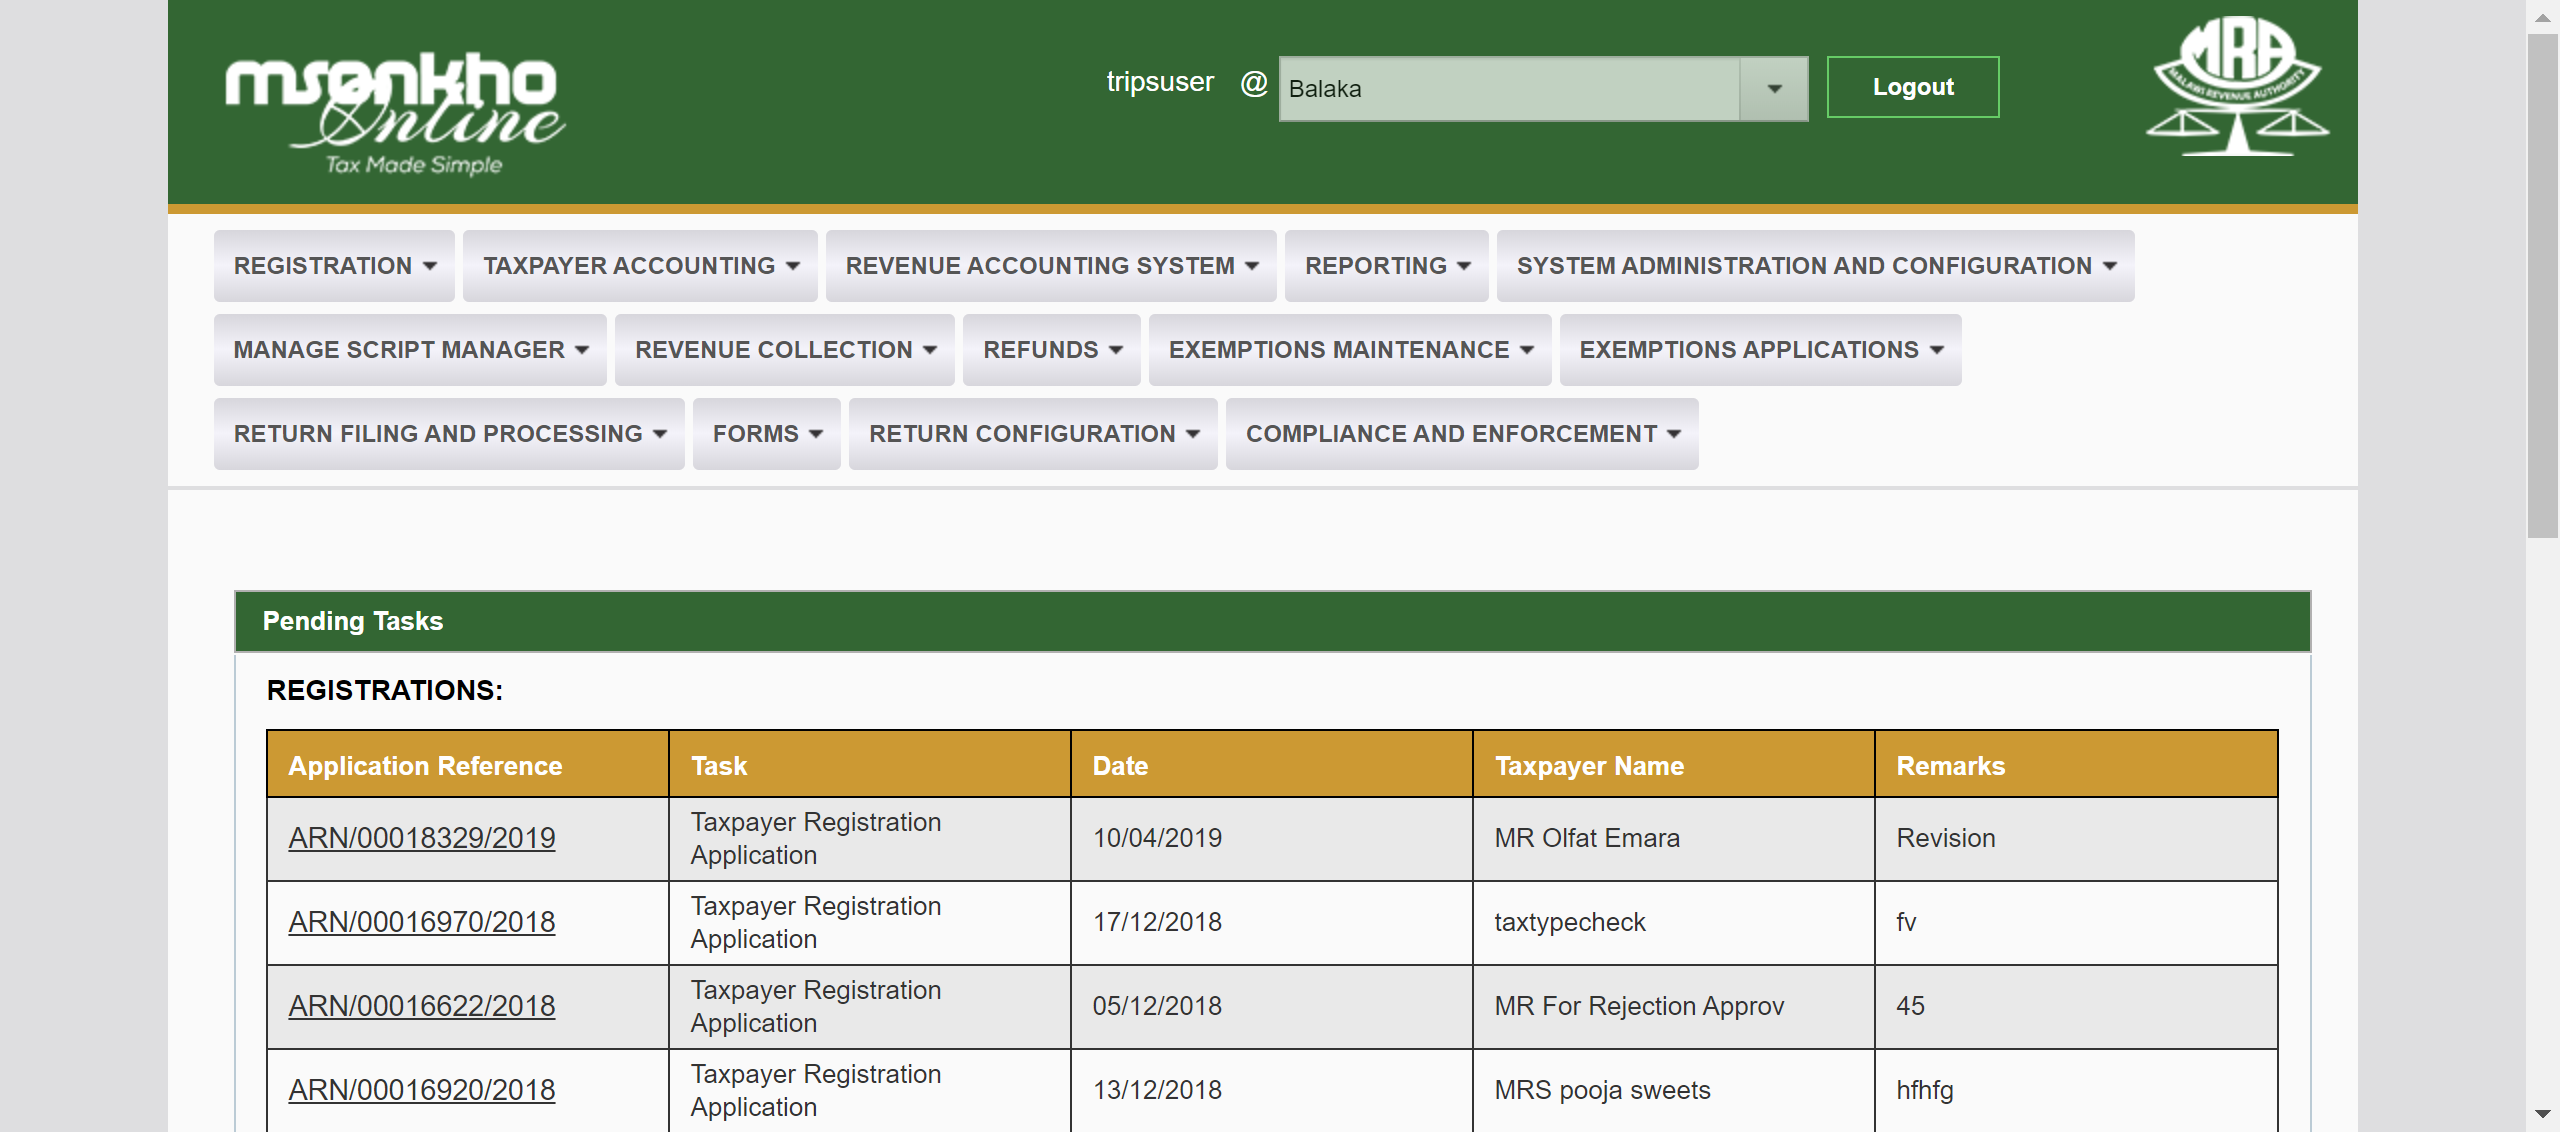 msonkho
Online
Tax Made Simple
tripsuser @ Balaka Logout
MRA
MALAWI REVENUE AUTHORITY
REGISTRATION TAXPAYER ACCOUNTING REVENUE ACCOUNTING SYSTEM REPORTING SYSTEM ADMINISTRATION AND CONFIGURATION
MANAGE SCRIPT MANAGER REVENUE COLLECTION REFUNDS EXEMPTIONS MAINTENANCE EXEMPTIONS APPLICATIONS
RETURN FILING AND PROCESSING FORMS RETURN CONFIGURATION COMPLIANCE AND ENFORCEMENT
Pending Tasks
REGISTRATIONS:
Application Reference Task Date Taxpayer Name Remarks
ARN/00018329/2019 Taxpayer Registration Application 10/04/2019 MR Olfat Emara Revision
ARN/00016970/2018 Taxpayer Registration Application 17/12/2018 taxtypecheck fv
ARN/00016622/2018 Taxpayer Registration Application 05/12/2018 MR For Rejection Approv 45
ARN/00016920/2018 Taxpayer Registration Application 13/12/2018 MRS pooja sweets hfhfg